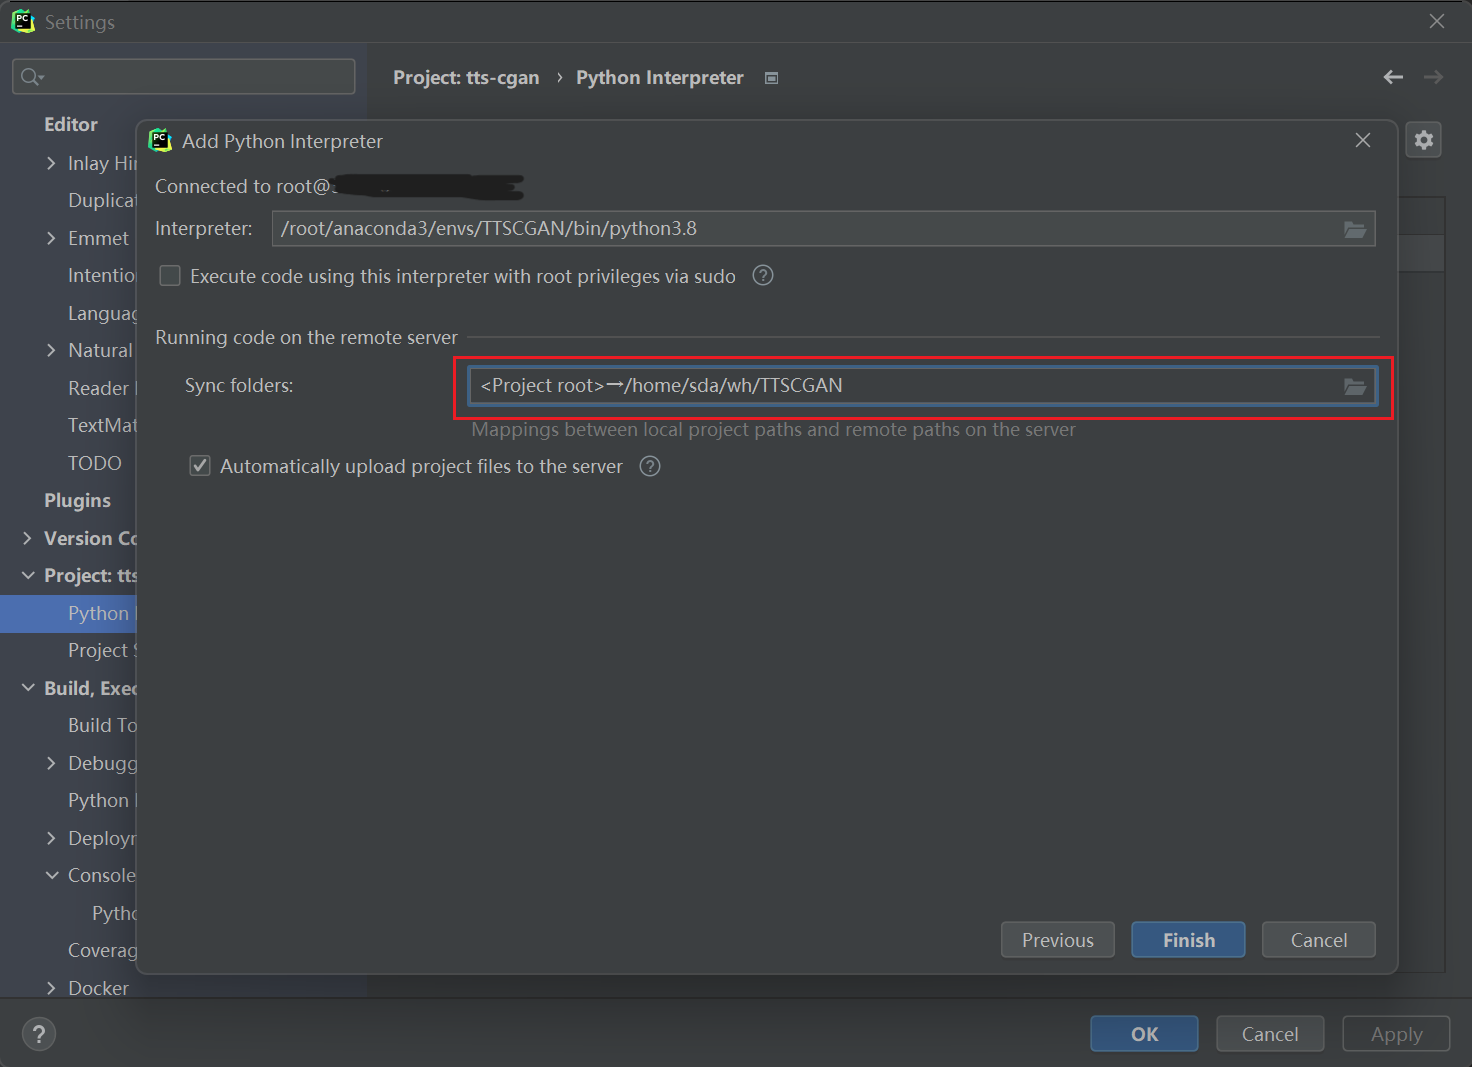 Settings
Project: tts-cgan › Python Interpreter
Editor
Inlay Hi
Duplica
Emmet
Intentio
Langua
Natural
Reader
TextMat
TODO
Plugins
Version Co
Project: tts
Python
Project S
Build, Exec
Build To
Debugg
Python
Deployr
Console
Pytho
Coverag
Docker
PC
Add Python Interpreter
Connected to root@
Interpreter: /root/anaconda3/envs/TTSCGAN/bin/python3.8
Execute code using this interpreter with root privileges via sudo ?
Running code on the remote server
Sync folders: <Project root>→/home/sda/wh/TTSCGAN
Mappings between local project paths and remote paths on the server
Automatically upload project files to the server ?
Previous Finish Cancel
? OK Cancel Apply